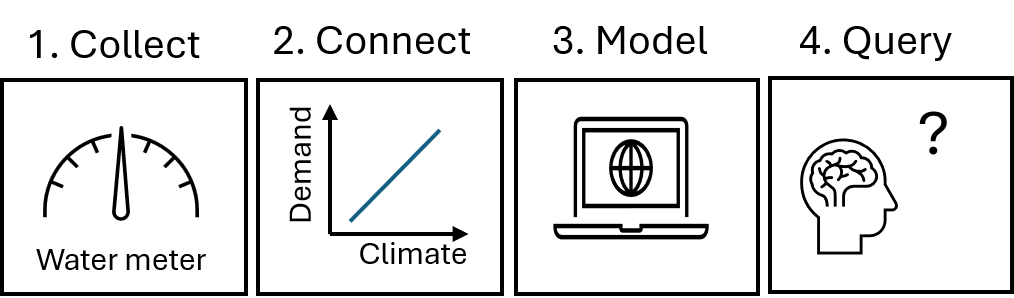 1. Collect
2. Connect
3. Model
4. Query
Water meter
Demand
Climate
?